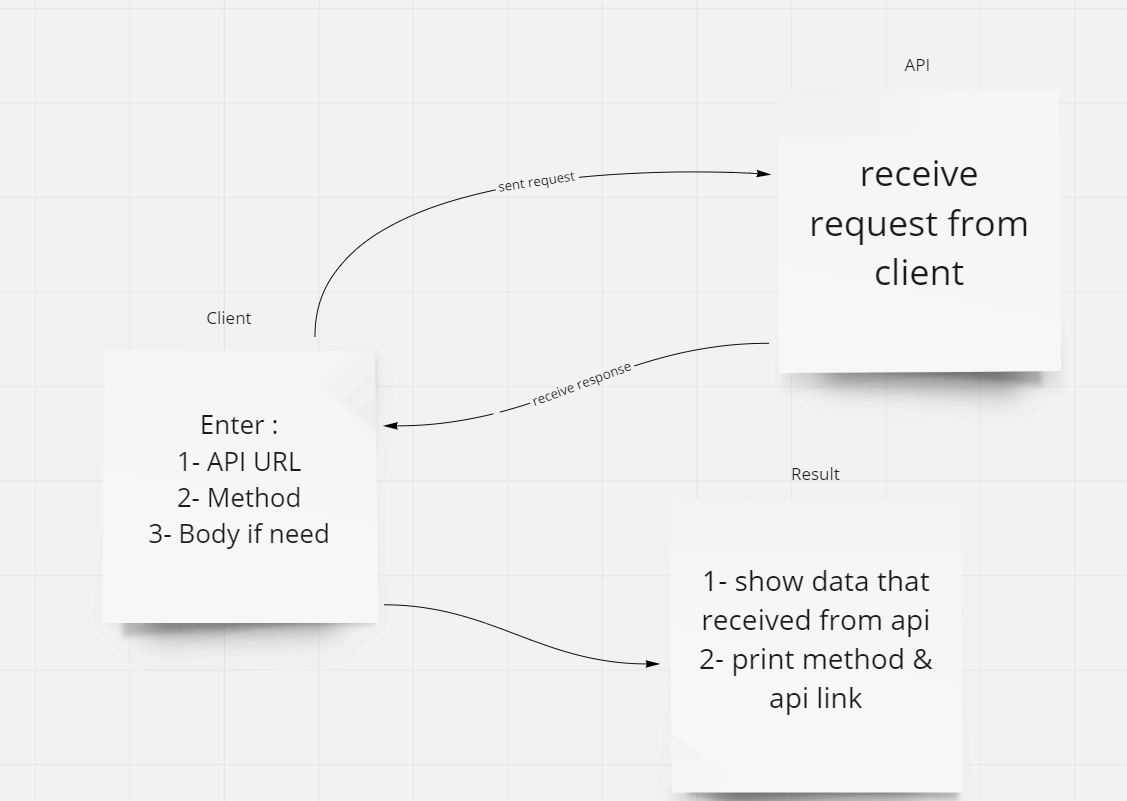 API
receive
request from
client
sent request
Client
receive response
Enter :
1- API URL
2- Method
3- Body if need
Result
1- show data that
received from api
2- print method &
api link